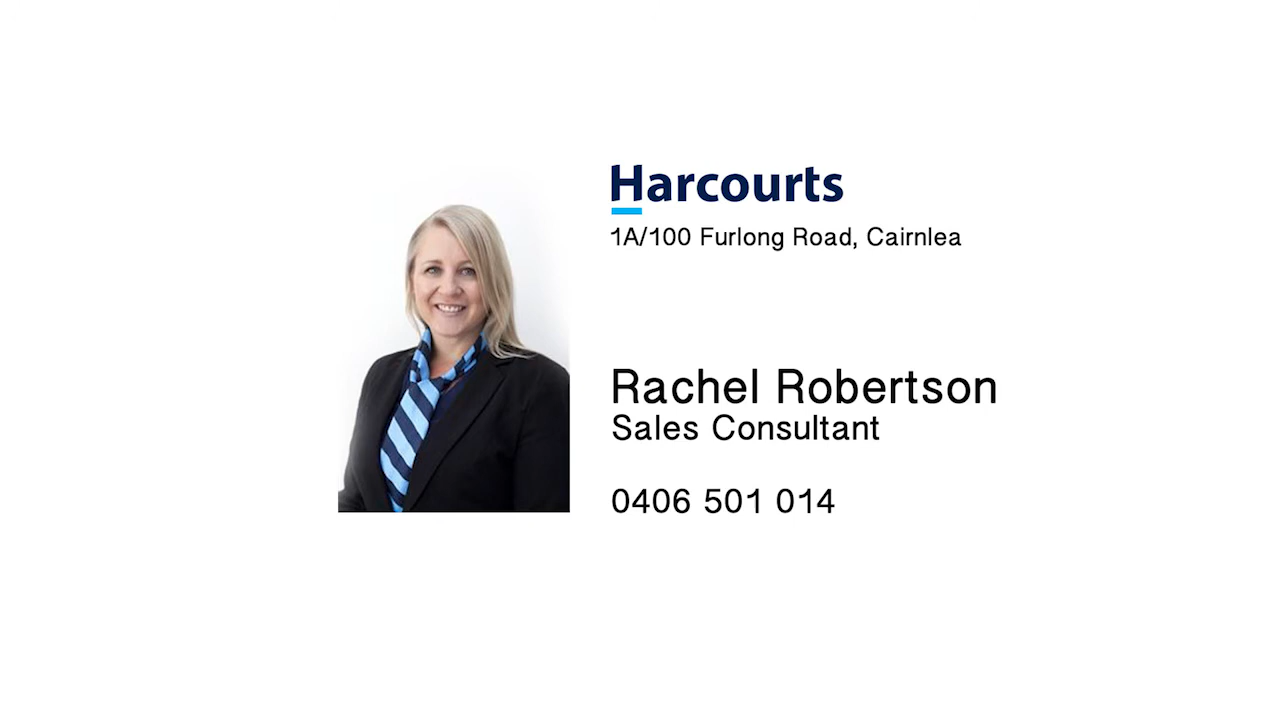 Harcourts
1A/100 Furlong Road, Cairnlea
Rachel Robertson
Sales Consultant
0406 501 014